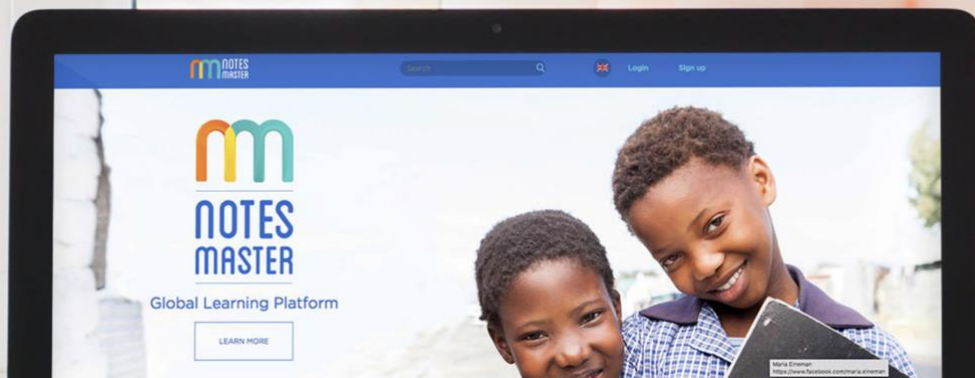 NOTES
MASTER
Search
Login
Sign up
NOTES
MASTER
Global Learning Platform
LEARN MORE
Maria Eineman
https://www.facebook.com/maria.eineman